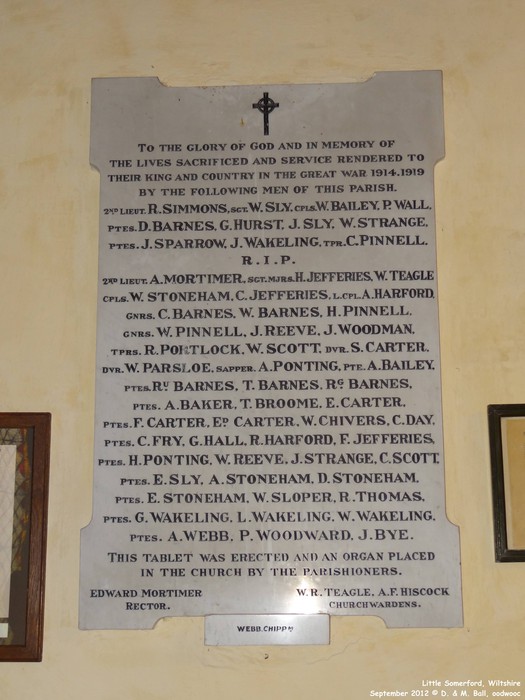 TO THE GLORY OF GOD AND IN MEMORY OF
THE LIVES SACRIFICED AND SERVICE RENDERED TO
THEIR KING AND COUNTRY IN THE GREAT WAR 1914.1919
BY THE FOLLOWING MEN OF THIS PARISH.
2ND LIEUT. R. SIMMONS, SGT. W. SLY, CPLS. W. BAILEY, P. WALL,
PTES. D. BARNES, G. HURST, J. SLY, W. STRANGE,
PTES. J. SPARROW, J. WAKELING, TPR. C. PINNELL.
R. I. P.
2ND LIEUT. A. MORTIMER, SGT. MJRS. H. JEFFERIES, W. TEAGLE
CPLS. W. STONEHAM, C. JEFFERIES, L. CPL. A. HARFORD,
GNRS. C. BARNES, W. BARNES, H. PINNELL,
GNRS. W. PINNELL, J. REEVE, J. WOODMAN,
TPRS. R. PORTLOCK, W. SCOTT, DVR. S. CARTER,
DVR. W. PARSLOE, SAPPER. A. PONTING, PTE. A. BAILEY,
PTES. RY. BARNES, T. BARNES, RG. BARNES,
PTES. A. BAKER, T. BROOME, E. CARTER,
PTES. F. CARTER, ED. CARTER, W. CHIVERS, C. DAY,
PTES. C. FRY, G. HALL, R. HARFORD, F. JEFFERIES,
PTES. H. PONTING, W. REEVE, J. STRANGE, C. SCOTT,
PTES. E. SLY, AD. STONEHAM, D. STONEHAM,
PTES. E. STONEHAM, W. SLOPER, R. THOMAS,
PTES. G. WAKELING, L. WAKELING, W. WAKELING,
PTES. A. WEBB, P. WOODWARD, J. BYE.
THIS TABLET WAS ERECTED AND AN ORGAN PLACED
IN THE CHURCH BY THE PARISHIONERS.
EDWARD MORTIMER W. R. TEAGLE, A. F. HISCOCK
RECTOR. CHURCHWARDENS.
WEBB. CHIPPM
Little Somerford, Wiltshire
September 2012 © D. & M. Ball, oodwooc